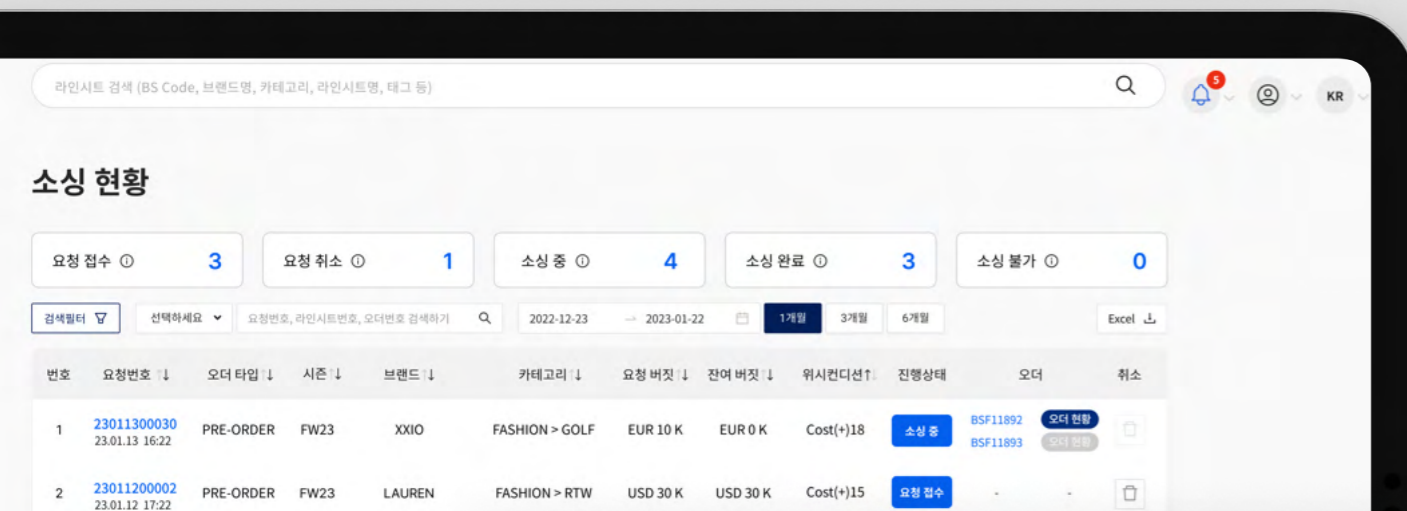 라인시트 검색 (BS Code, 브랜드명, 카테고리, 라인시트명, 태그 등)
5
KR
소싱 현황
요청 접수 3
요청 취소 1
소싱 중 4
소싱 완료 3
소싱 불가 0
검색필터 선택하세요 요청번호, 라인시트번호, 오더번호 검색하기 2022-12-23 → 2023-01-22 1개월 3개월 6개월 Excel
번호 요청번호 오더 타입 시즌 브랜드 카테고리 요청 버짓 잔여 버짓 위시컨디션 진행상태 오더 취소
1 23011300030 PRE-ORDER FW23 XXIO FASHION > GOLF EUR 10 K EUR 0 K Cost(+)18 소싱 중 BSF11892 오더 현황
23.01.13 16:22 BSF11893 오더 현황
2 23011200002 PRE-ORDER FW23 LAUREN FASHION > RTW USD 30 K USD 30 K Cost(+)15 요청 접수 - -
23.01.12 17:22